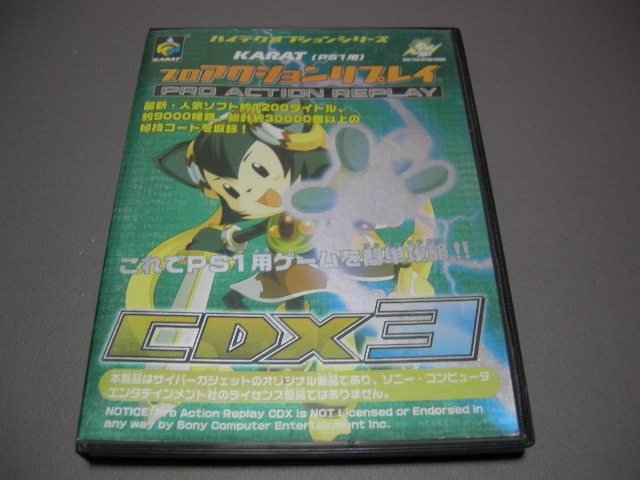 ハイテクオプションシリーズ
KARAT
KARAT (PS1用)
プロアクションリプレイ
PRO ACTION REPLAY
最新・人気ソフト約1200タイトル、
約9000種類、総計約30000個以上の
秘技コードを収録!
これでPS1用ゲームを簡単攻略!!
CDX3
本製品はサイバーガジェットのオリジナル製品であり、ソニー・コンピュータ
エンタテインメント社のライセンス製品ではありません。
NOTICE: Pro Action Replay CDX is NOT Licensed or Endorsed in
any way by Sony Computer Entertainment Inc.